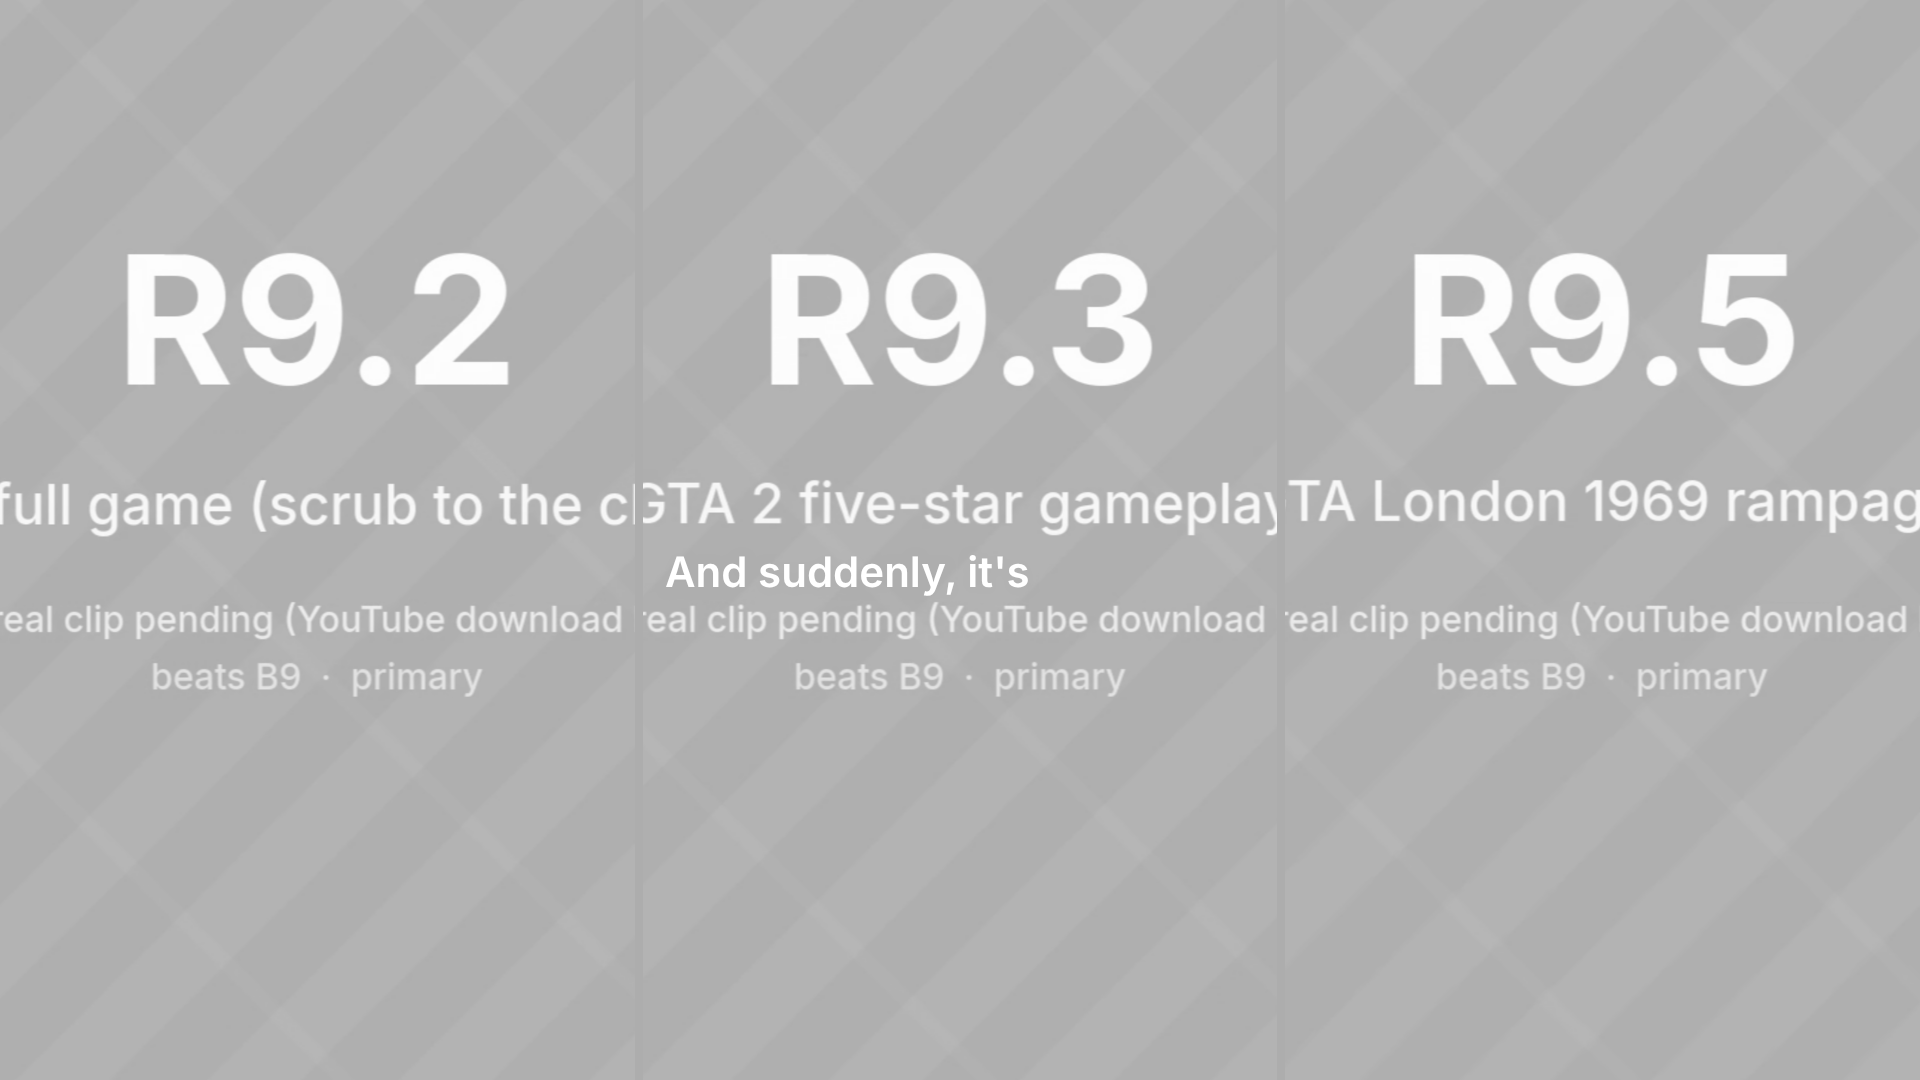 R9.2
full game (scrub to the
real clip pending (YouTube download
beats B9 · primary
R9.3
GTA 2 five-star gameplay
And suddenly, it's
real clip pending (YouTube download
beats B9 · primary
R9.5
TA London 1969 rampag
real clip pending (YouTube download
beats B9 · primary